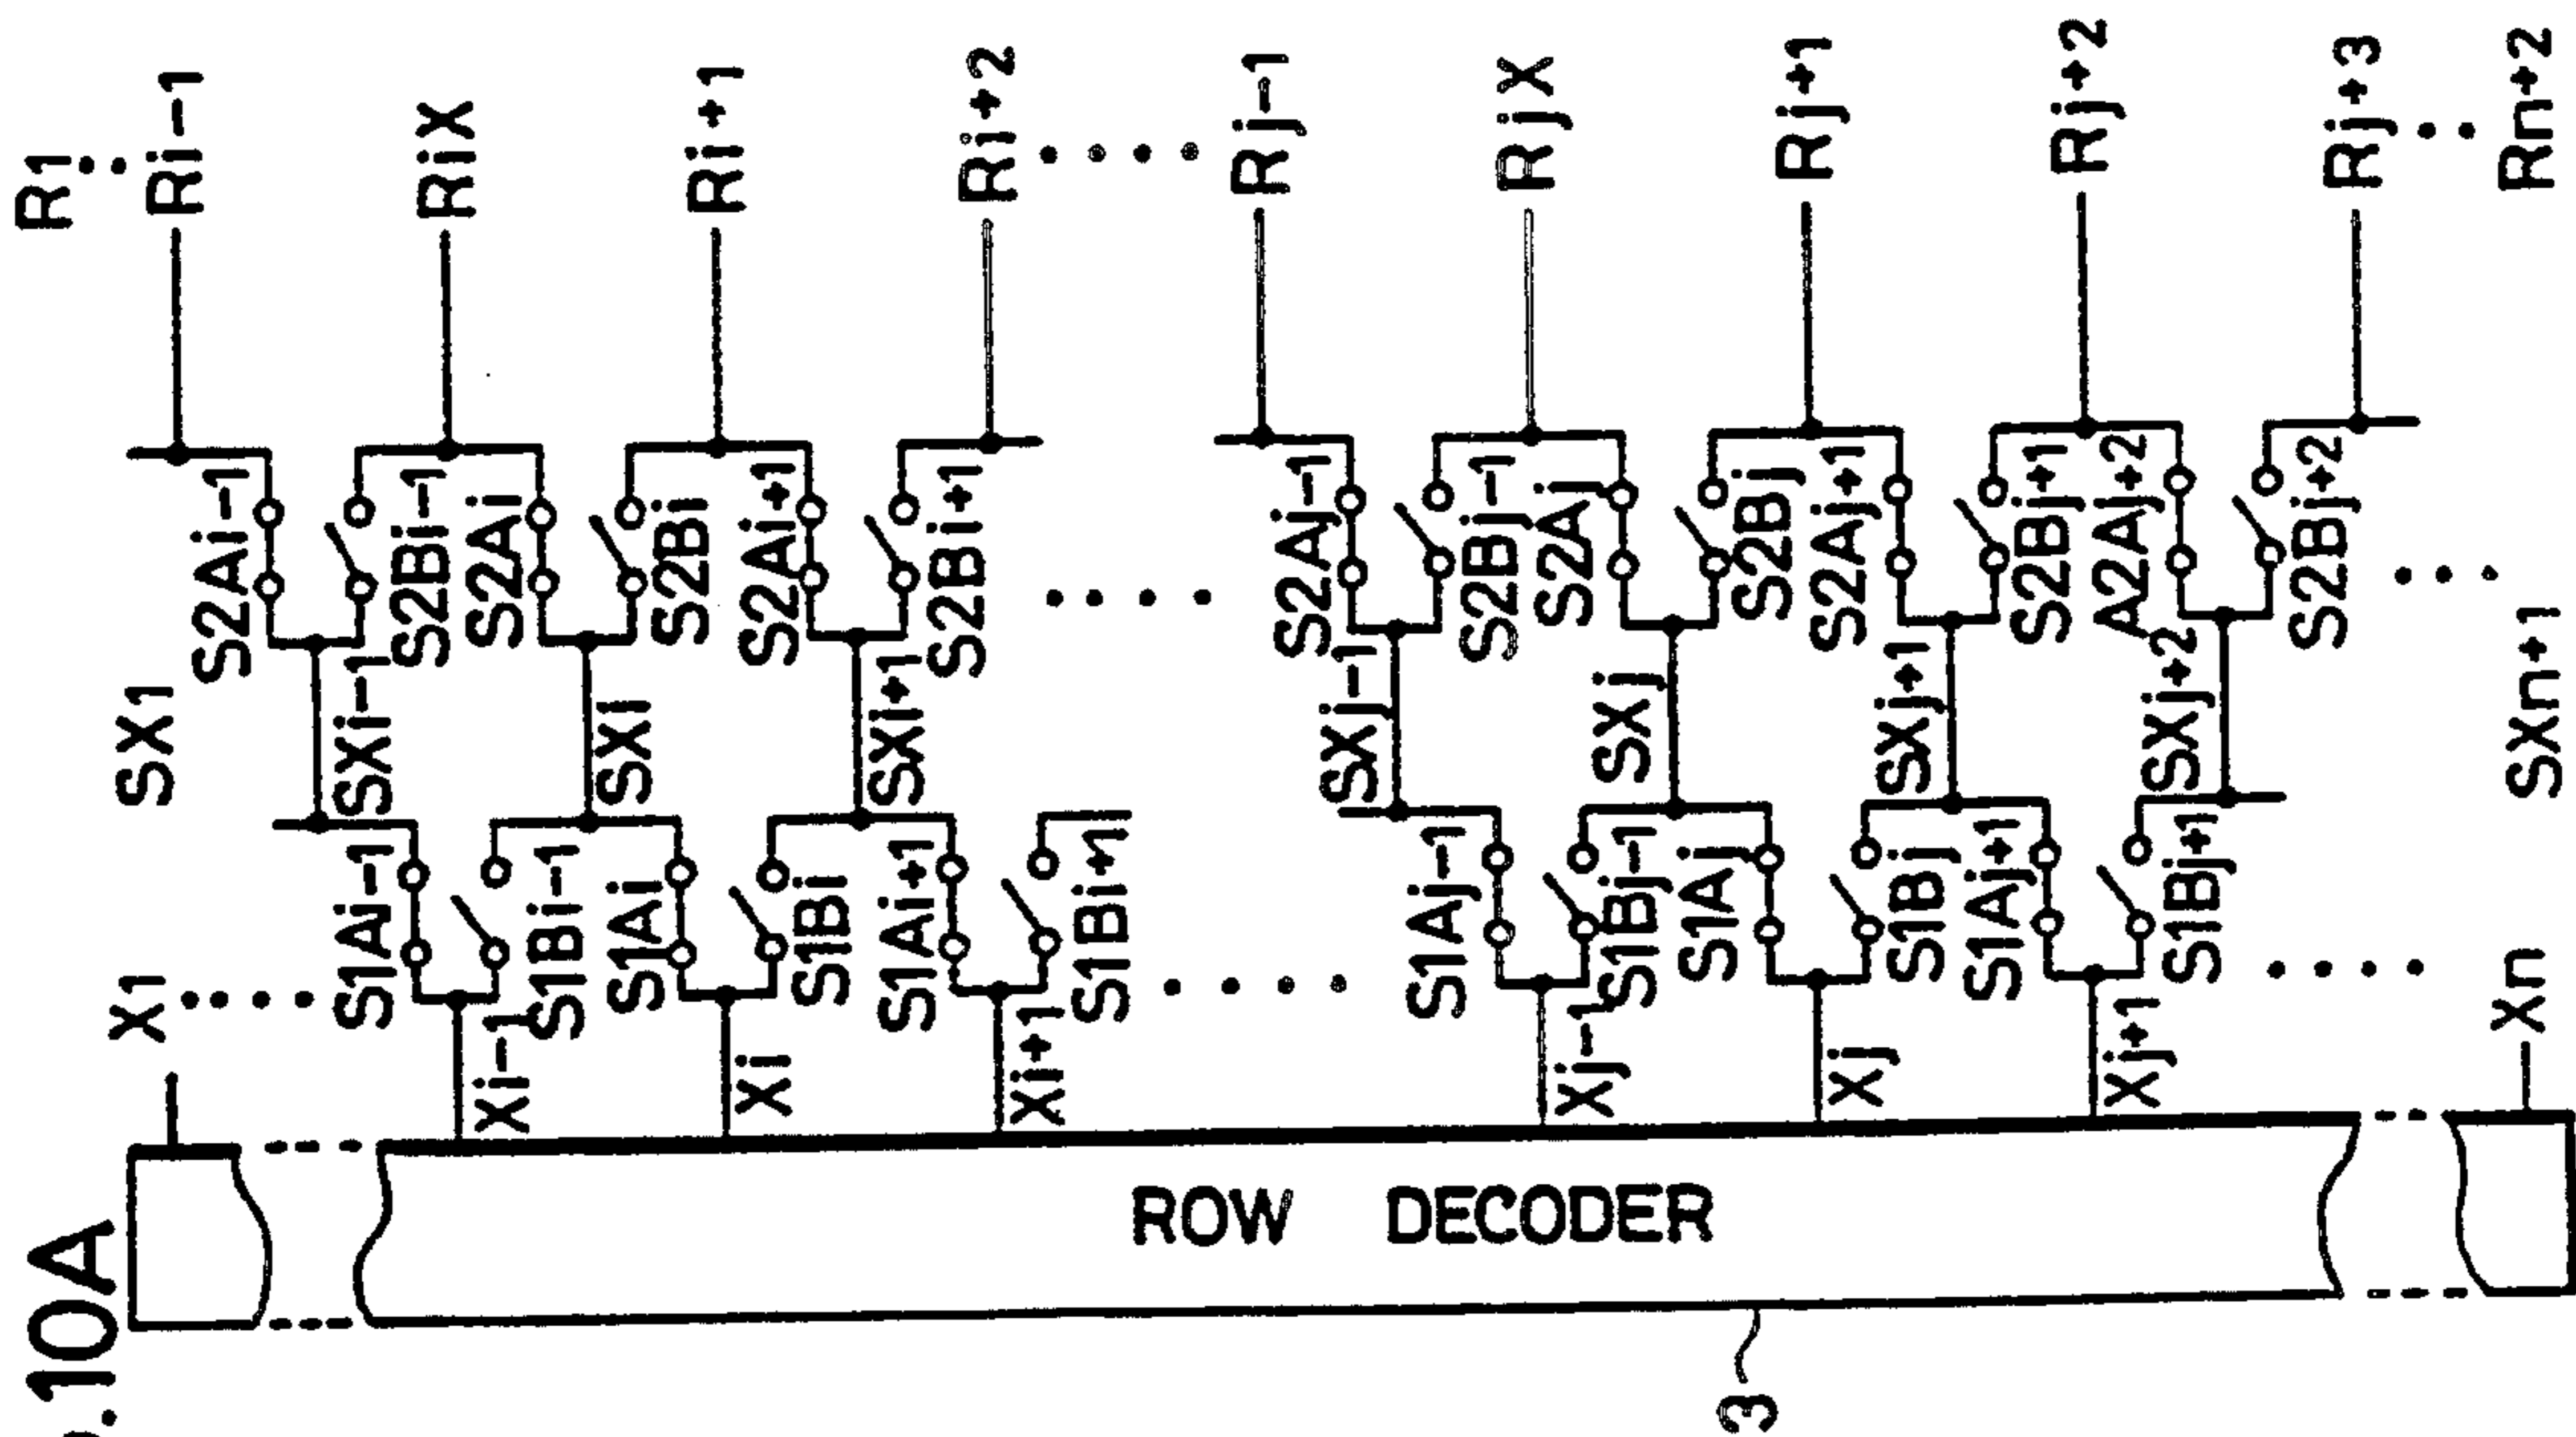 .10A
R1
Ri-1
RiX
Ri+1
Ri+2
Rj-1
RjX
Rj+1
Rj+2
Rj+3
Rn+2
S2Ai-1
S2Bi-1
S2Ai
S2Bi
S2Ai+1
S2Bi+1
S2Aj-1
S2Bj-1
S2Aj
S2Bj
S2Aj+1
S2Bj+1
A2Aj+2
S2Bj+2
SX1
SXi-1
SXi
SXi+1
SXj-1
SXj
SXj+1
SXj+2
SXn+1
S1Ai-1
S1Bi-1
S1Ai
S1Bi
S1Ai+1
S1Bi+1
S1Aj-1
S1Bj-1
S1Aj
S1Bj
S1Aj+1
S1Bj+1
X1
Xi-1
Xi
Xi+1
Xj-1
Xj
Xj+1
Xn
ROW DECODER
3